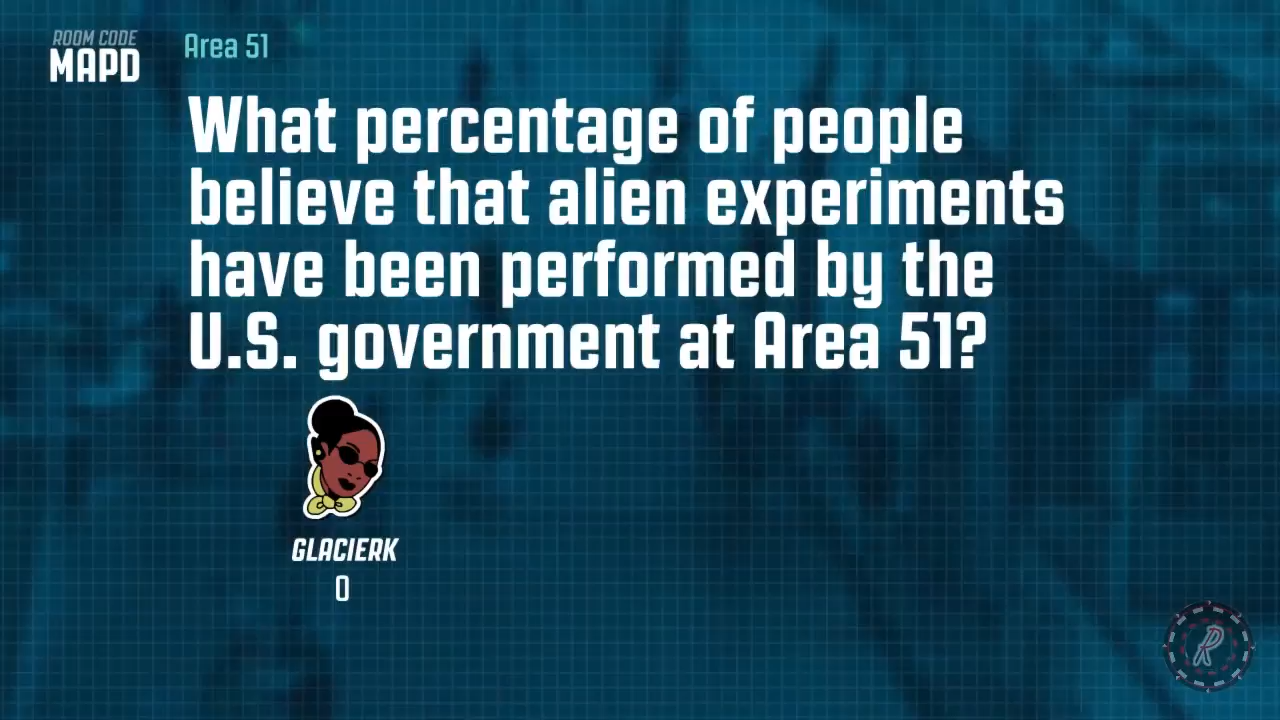 ROOM CODE
MAPD
Area 51
What percentage of people
believe that alien experiments
have been performed by the
U.S. government at Area 51?
GLACIERK
0
R